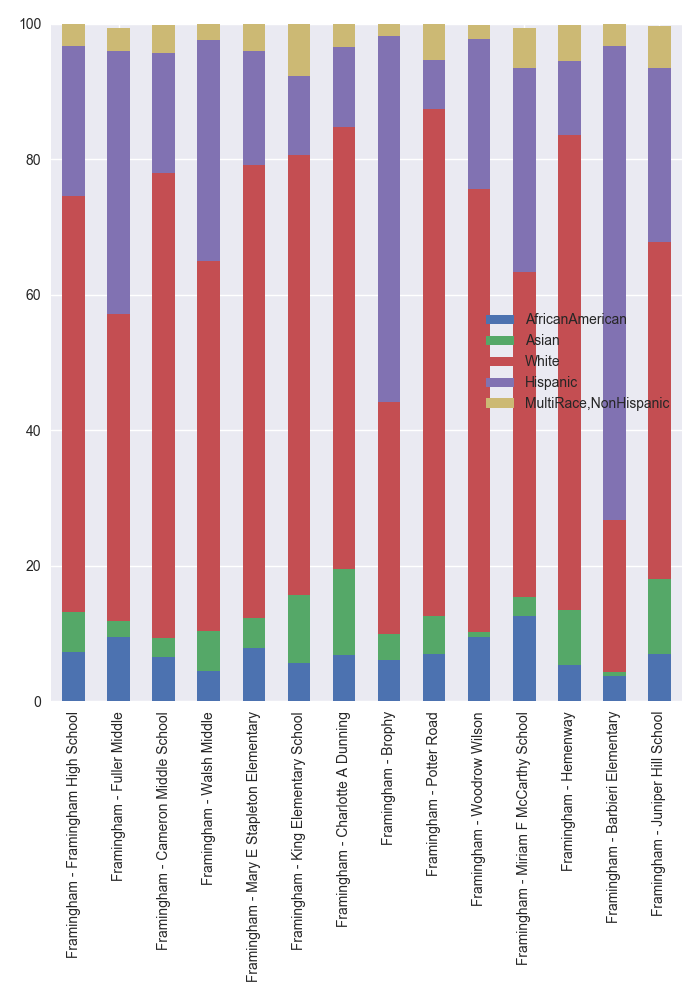 100
80
60
40
20
0
AfricanAmerican
Asian
White
Hispanic
MultiRace,NonHispanic
Framingham - Framingham High School
Framingham - Fuller Middle
Framingham - Cameron Middle School
Framingham - Walsh Middle
Framingham - Mary E Stapleton Elementary
Framingham - King Elementary School
Framingham - Charlotte A Dunning
Framingham - Brophy
Framingham - Potter Road
Framingham - Woodrow Wilson
Framingham - Miriam F McCarthy School
Framingham - Hemenway
Framingham - Barbieri Elementary
Framingham - Juniper Hill School